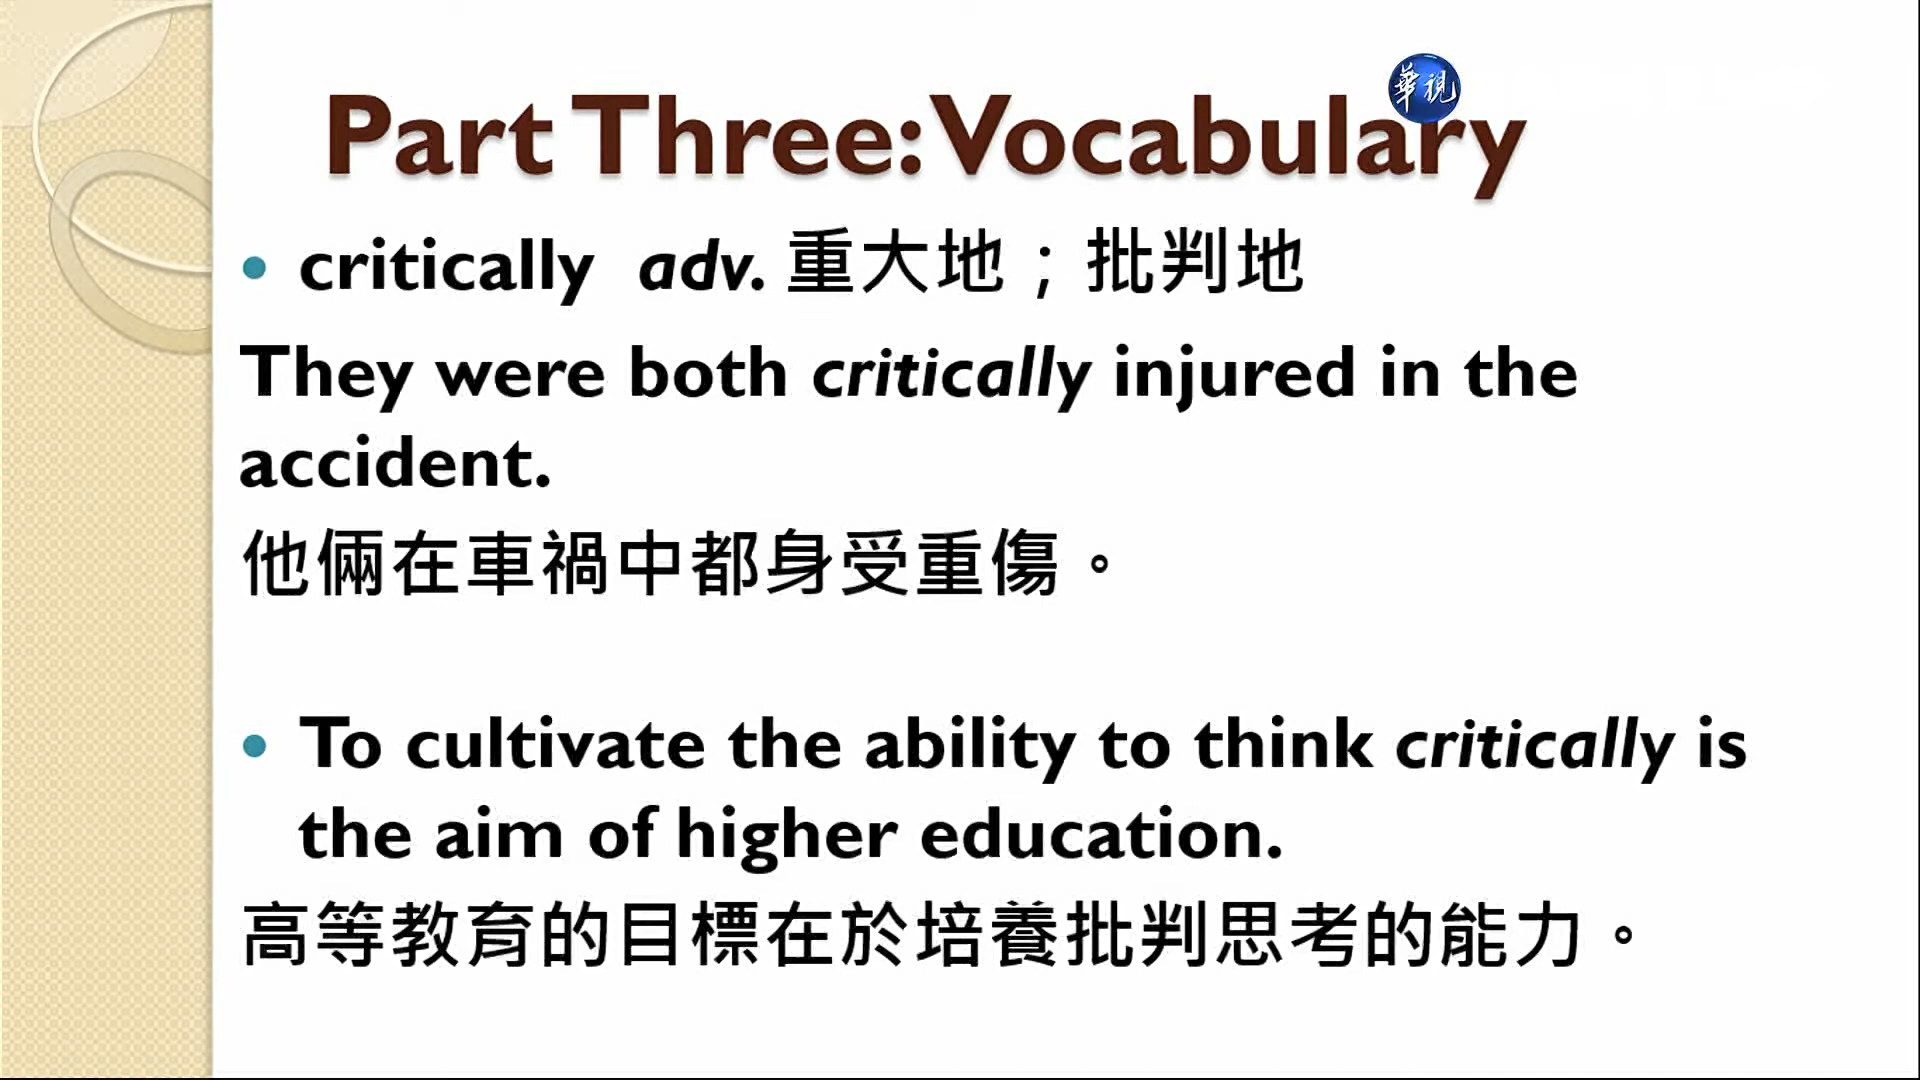 華視
Part Three: Vocabulary
• critically adv. 重大地；批判地
They were both critically injured in the
accident.
他倆在車禍中都身受重傷。
• To cultivate the ability to think critically is
the aim of higher education.
高等教育的目標在於培養批判思考的能力。